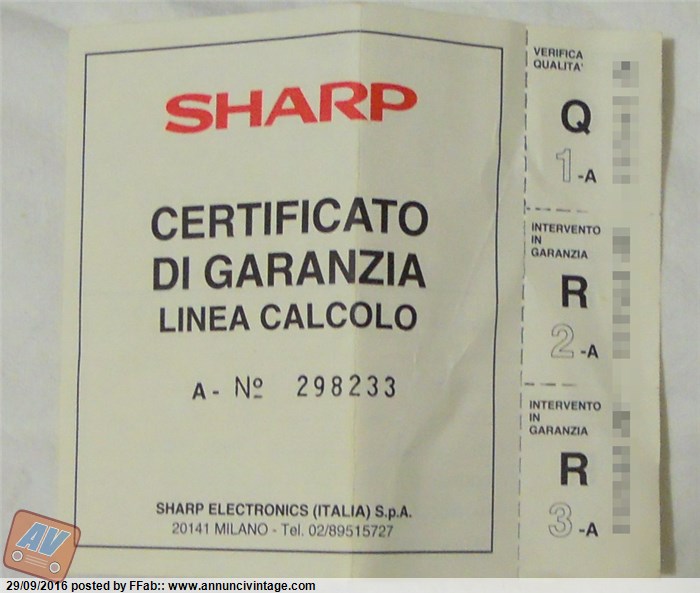 SHARP
CERTIFICATO
DI GARANZIA
LINEA CALCOLO
A - Nº 298233
SHARP ELECTRONICS (ITALIA) S.p.A.
20141 MILANO - Tel. 02/89515727
VERIFICA
QUALITA'
Q
1-A
INTERVENTO
IN
GARANZIA
R
2-A
INTERVENTO
IN
GARANZIA
R
3-A
AV
29/09/2016 posted by FFab:: www.annuncivintage.com